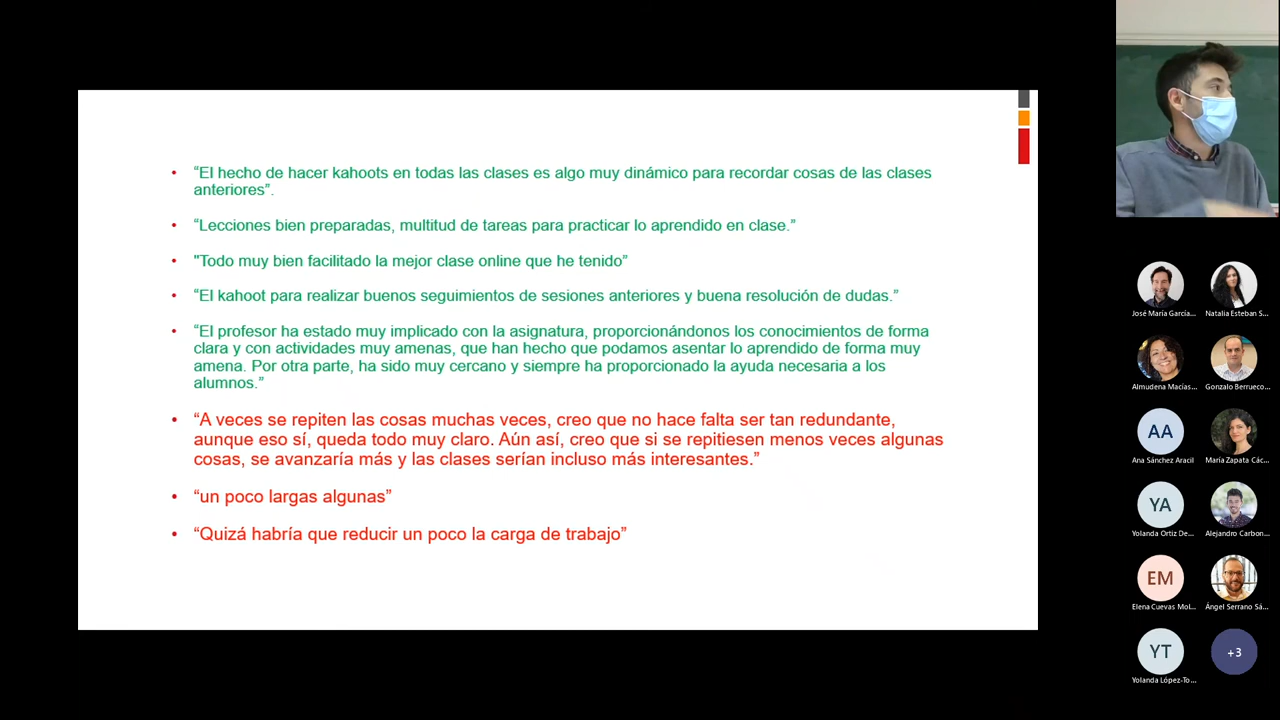 “El hecho de hacer kahoots en todas las clases es algo muy dinámico para recordar cosas de las clases
anteriores”.
“Lecciones bien preparadas, multitud de tareas para practicar lo aprendido en clase.”
"Todo muy bien facilitado la mejor clase online que he tenido”
“El kahoot para realizar buenos seguimientos de sesiones anteriores y buena resolución de dudas.”
“El profesor ha estado muy implicado con la asignatura, proporcionándonos los conocimientos de forma
clara y con actividades muy amenas, que han hecho que podamos asentar lo aprendido de forma muy
amena. Por otra parte, ha sido muy cercano y siempre ha proporcionado la ayuda necesaria a los
alumnos.”
“A veces se repiten las cosas muchas veces, creo que no hace falta ser tan redundante,
aunque eso sí, queda todo muy claro. Aún así, creo que si se repitiesen menos veces algunas
cosas, se avanzaría más y las clases serían incluso más interesantes.”
“un poco largas algunas”
“Quizá habría que reducir un poco la carga de trabajo”
José María García...
Natalia Esteban S...
Almudena Macías...
Gonzalo Berrueco...
AA
Ana Sánchez Aracil
María Zapata Các...
YA
Yolanda Ortiz De...
Alejandro Carbon...
EM
Elena Cuevas Mol...
Ángel Serrano Sá...
YT
Yolanda López-To...
+3